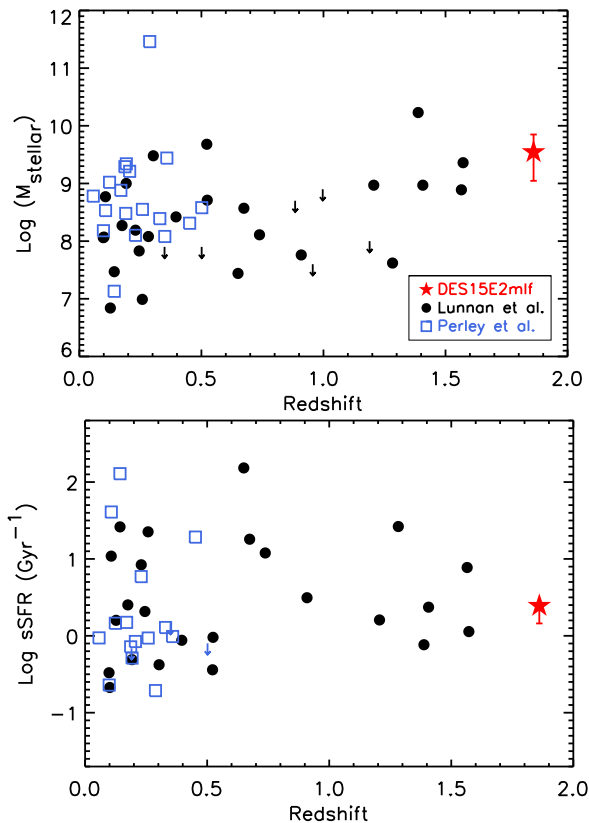 12
11
10
9
8
7
6
Log (M_stellar)
DES15E2mlf
Lunnan et al.
Perley et al.
0.0 0.5 1.0 1.5 2.0
Redshift
2
1
0
−1
Log sSFR (Gyr⁻¹)
0.0 0.5 1.0 1.5 2.0
Redshift